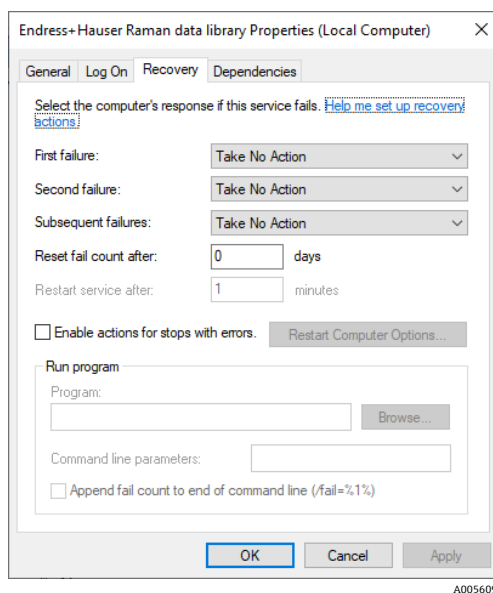 Endress+Hauser Raman data library Properties (Local Computer)
General Log On Recovery Dependencies
Select the computer's response if this service fails. Help me set up recovery
actions.
First failure: Take No Action
Second failure: Take No Action
Subsequent failures: Take No Action
Reset fail count after: 0 days
Restart service after: 1 minutes
Enable actions for stops with errors. Restart Computer Options...
Run program
Program:
Browse...
Command line parameters:
Append fail count to end of command line (/fail=%1%)
OK Cancel Apply
A005609